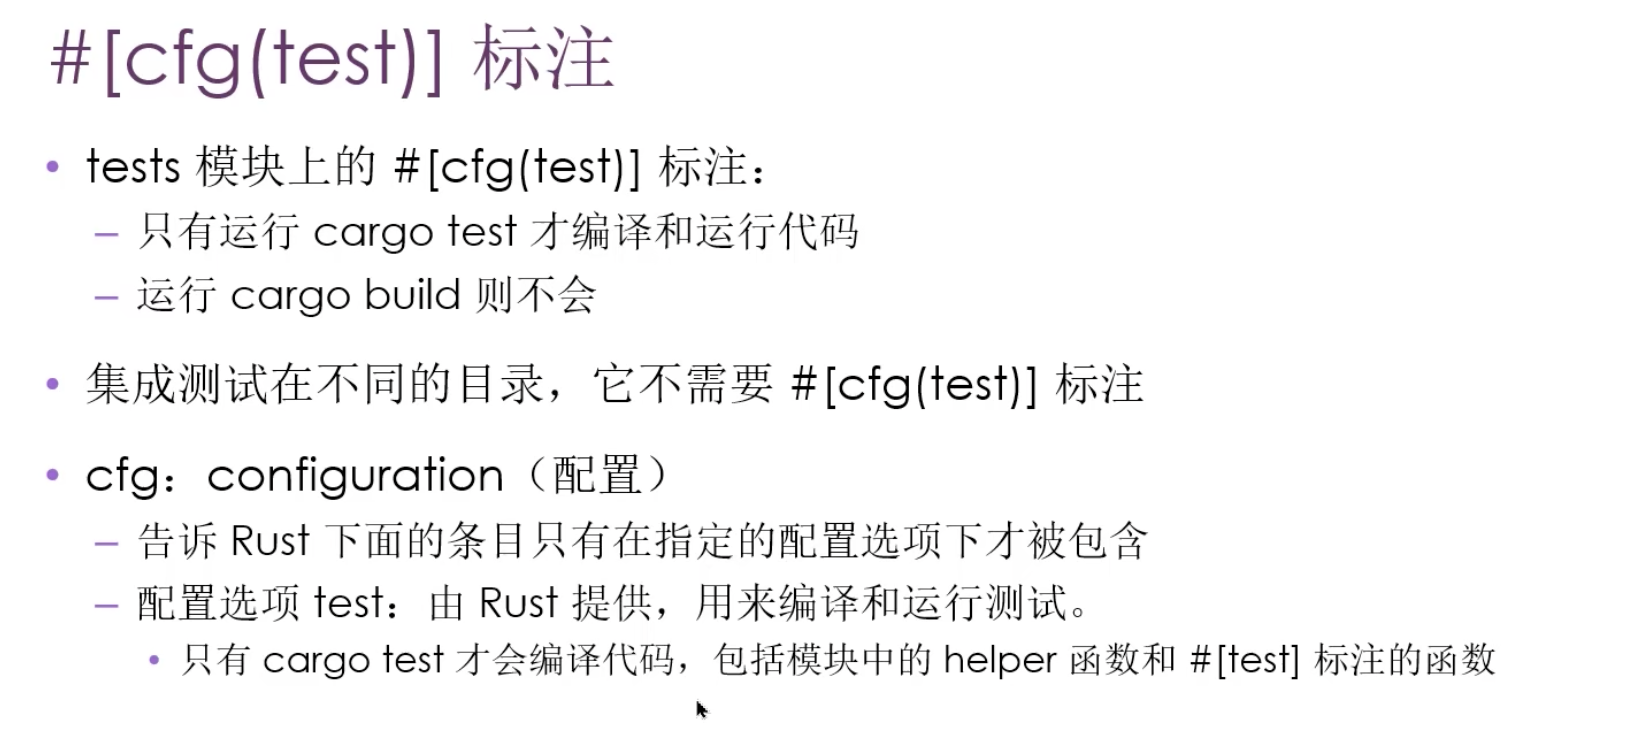 #[cfg(test)] 标注
• tests 模块上的 #[cfg(test)] 标注：
– 只有运行 cargo test 才编译和运行代码
– 运行 cargo build 则不会
• 集成测试在不同的目录，它不需要 #[cfg(test)] 标注
• cfg：configuration（配置）
– 告诉 Rust 下面的条目只有在指定的配置选项下才被包含
– 配置选项 test：由 Rust 提供，用来编译和运行测试。
• 只有 cargo test 才会编译代码，包括模块中的 helper 函数和 #[test] 标注的函数